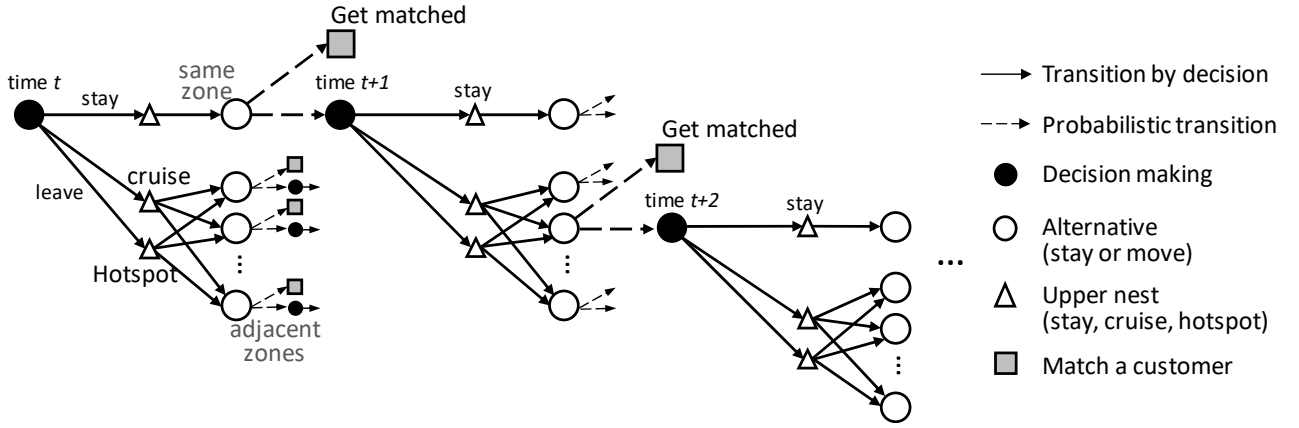 Get matched
time t
stay
same
zone
time t+1
stay
leave
cruise
Hotspot
⋮
adjacent
zones
Get matched
⋮
time t+2
stay
...
⋮
Transition by decision
Probabilistic transition
Decision making
Alternative
(stay or move)
Upper nest
(stay, cruise, hotspot)
Match a customer